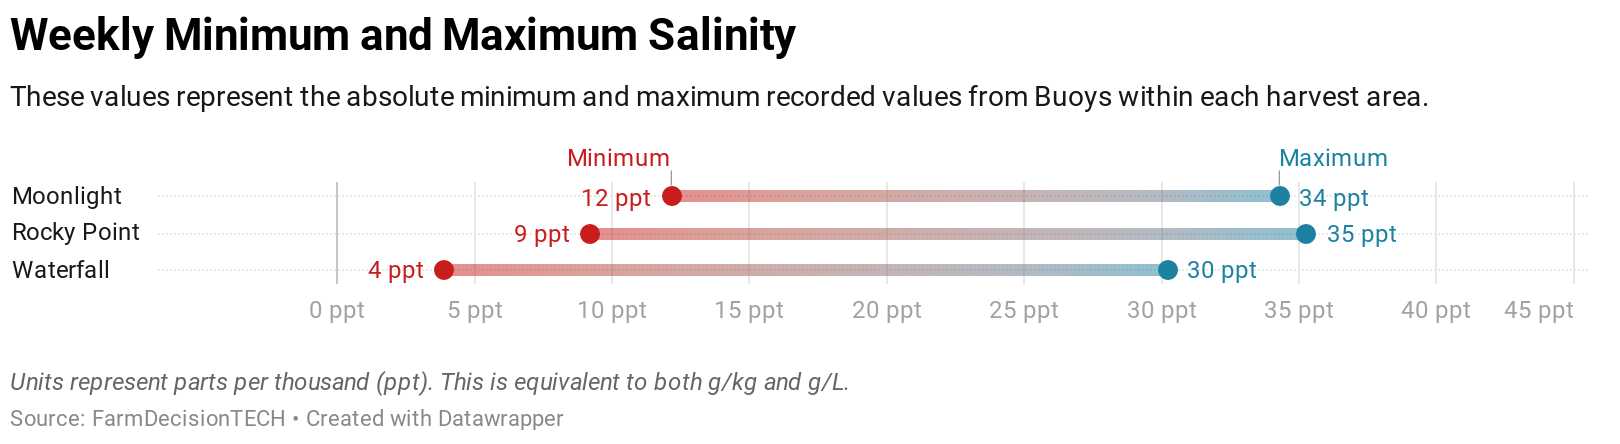 Weekly Minimum and Maximum Salinity
These values represent the absolute minimum and maximum recorded values from Buoys within each harvest area.
Minimum Maximum
Moonlight 12 ppt 34 ppt
Rocky Point 9 ppt 35 ppt
Waterfall 4 ppt 30 ppt
0 ppt 5 ppt 10 ppt 15 ppt 20 ppt 25 ppt 30 ppt 35 ppt 40 ppt 45 ppt
Units represent parts per thousand (ppt). This is equivalent to both g/kg and g/L.
Source: FarmDecisionTECH • Created with Datawrapper